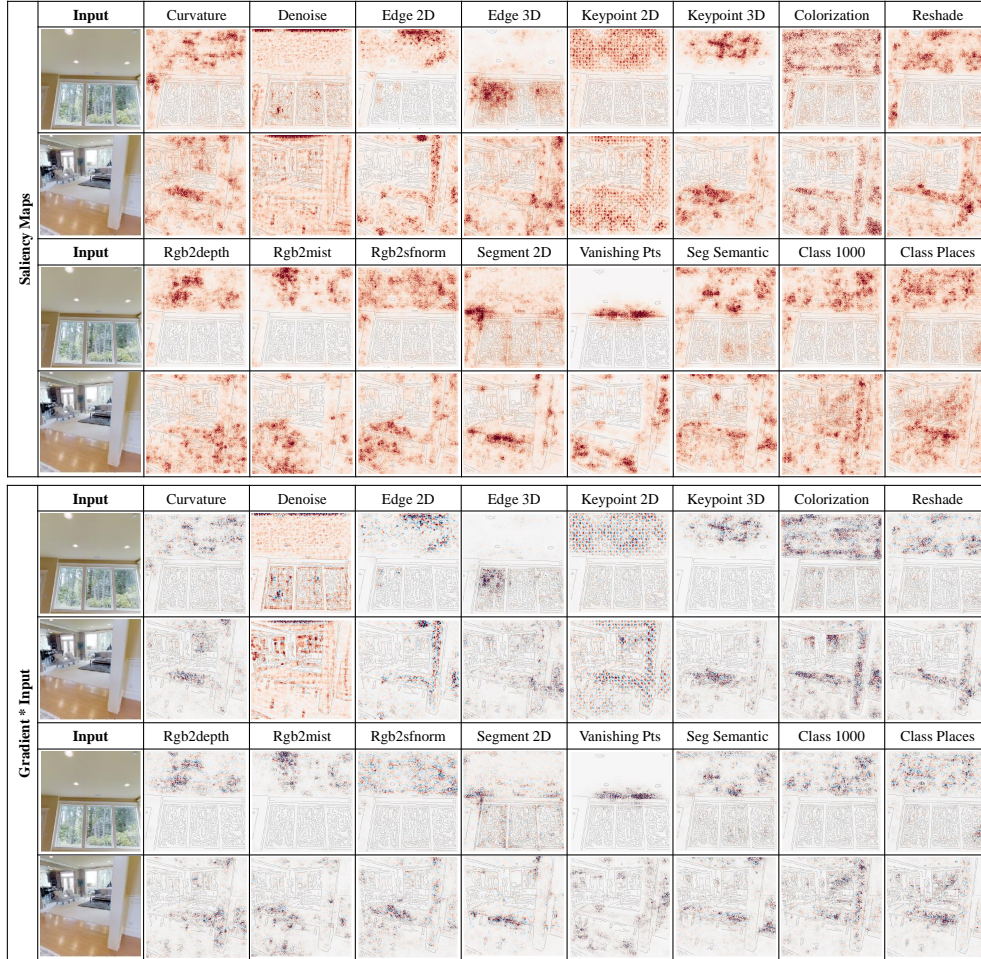 Input Curvature Denoise Edge 2D Edge 3D Keypoint 2D Keypoint 3D Colorization Reshade
Saliency Maps
Input Rgb2depth Rgb2mist Rgb2sfnorm Segment 2D Vanishing Pts Seg Semantic Class 1000 Class Places
Input Curvature Denoise Edge 2D Edge 3D Keypoint 2D Keypoint 3D Colorization Reshade
Gradient * Input
Input Rgb2depth Rgb2mist Rgb2sfnorm Segment 2D Vanishing Pts Seg Semantic Class 1000 Class Places